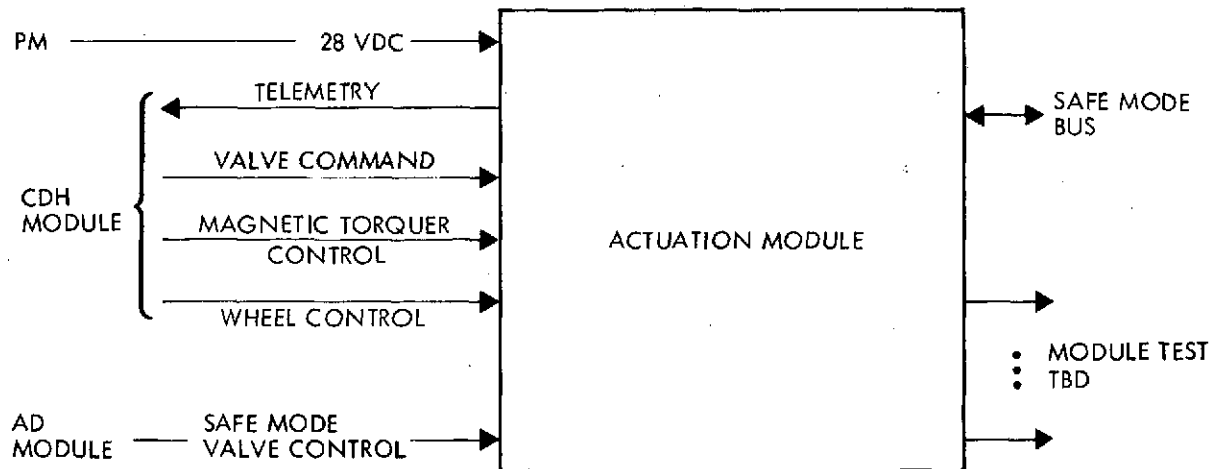 PM
28 VDC
TELEMETRY
VALVE COMMAND
CDH
MODULE
MAGNETIC TORQUER
CONTROL
WHEEL CONTROL
AD
MODULE
SAFE MODE
VALVE CONTROL
ACTUATION MODULE
SAFE MODE
BUS
MODULE TEST
TBD